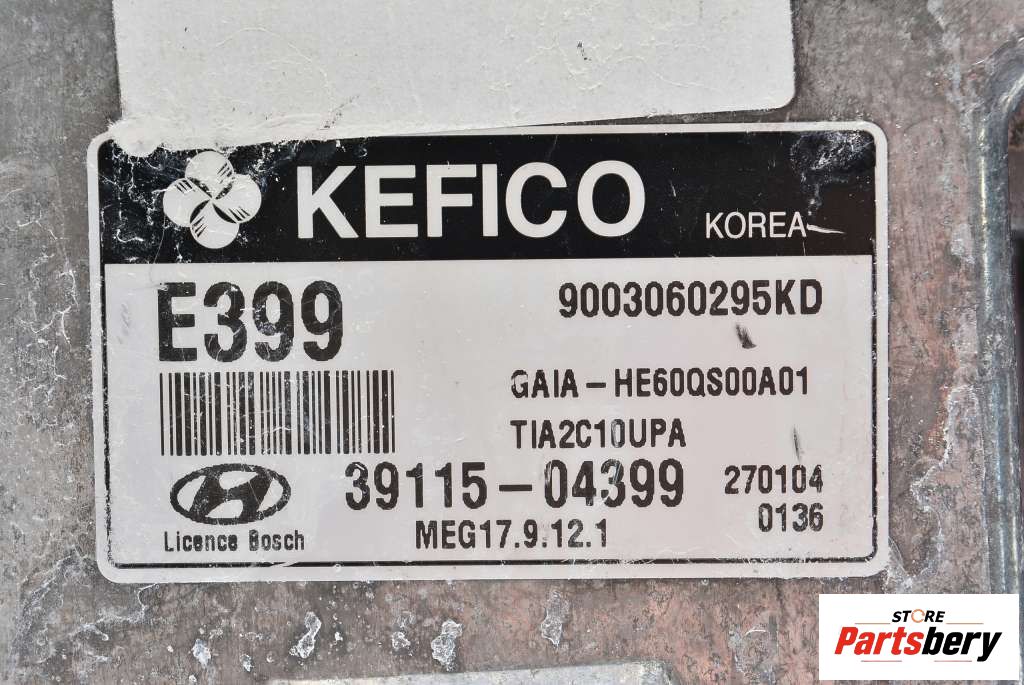 KEFICO KOREA
E399 9003060295KD
GAIA-HE60QS00A01
TIA2C10UPA
39115-04399 270104
Licence Bosch MEG17.9.12.1 0136
STORE
Partsbery